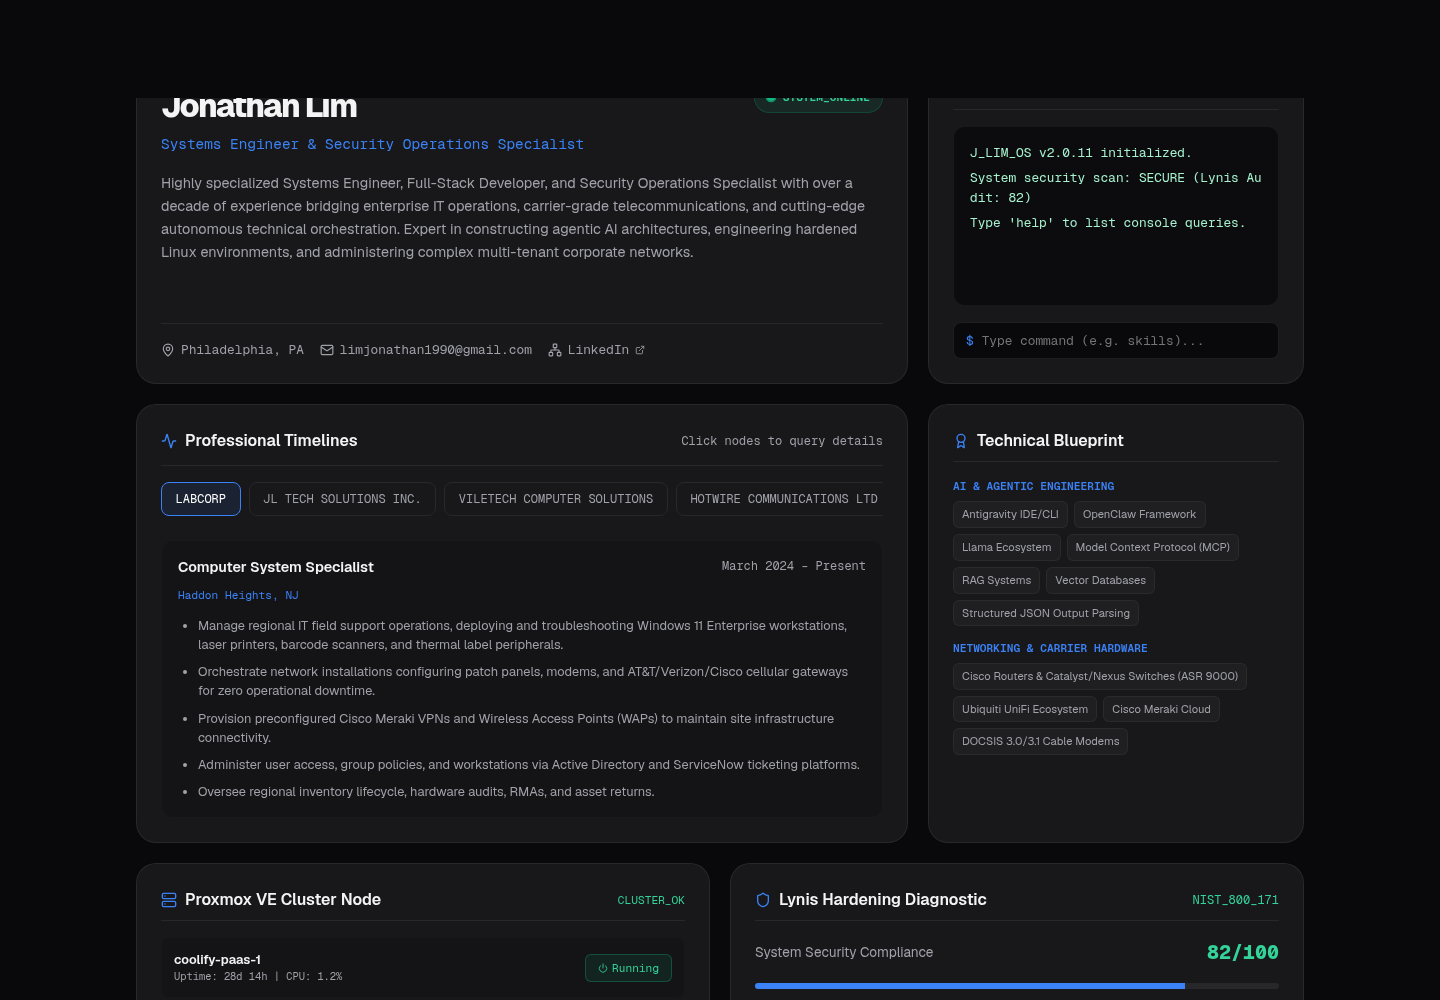 Jonathan Lim
SYSTEM_ONLINE
Systems Engineer & Security Operations Specialist
Highly specialized Systems Engineer, Full-Stack Developer, and Security Operations Specialist with over a
decade of experience bridging enterprise IT operations, carrier-grade telecommunications, and cutting-edge
autonomous technical orchestration. Expert in constructing agentic AI architectures, engineering hardened
Linux environments, and administering complex multi-tenant corporate networks.
Philadelphia, PA
limjonathan1990@gmail.com
LinkedIn
J_LIM_OS v2.0.11 initialized.
System security scan: SECURE (Lynis Au
dit: 82)
Type 'help' to list console queries.
$ Type command (e.g. skills)...
Professional Timelines
Click nodes to query details
LABCORP
JL TECH SOLUTIONS INC.
VILETECH COMPUTER SOLUTIONS
HOTWIRE COMMUNICATIONS LTD
Computer System Specialist
March 2024 – Present
Haddon Heights, NJ
• Manage regional IT field support operations, deploying and troubleshooting Windows 11 Enterprise workstations,
laser printers, barcode scanners, and thermal label peripherals.
• Orchestrate network installations configuring patch panels, modems, and AT&T/Verizon/Cisco cellular gateways
for zero operational downtime.
• Provision preconfigured Cisco Meraki VPNs and Wireless Access Points (WAPs) to maintain site infrastructure
connectivity.
• Administer user access, group policies, and workstations via Active Directory and ServiceNow ticketing platforms.
• Oversee regional inventory lifecycle, hardware audits, RMAs, and asset returns.
Technical Blueprint
AI & AGENTIC ENGINEERING
Antigravity IDE/CLI
OpenClaw Framework
Llama Ecosystem
Model Context Protocol (MCP)
RAG Systems
Vector Databases
Structured JSON Output Parsing
NETWORKING & CARRIER HARDWARE
Cisco Routers & Catalyst/Nexus Switches (ASR 9000)
Ubiquiti UniFi Ecosystem
Cisco Meraki Cloud
DOCSIS 3.0/3.1 Cable Modems
Proxmox VE Cluster Node
CLUSTER_OK
coolify-paas-1
Uptime: 28d 14h | CPU: 1.2%
Running
Lynis Hardening Diagnostic
NIST_800_171
System Security Compliance
82/100